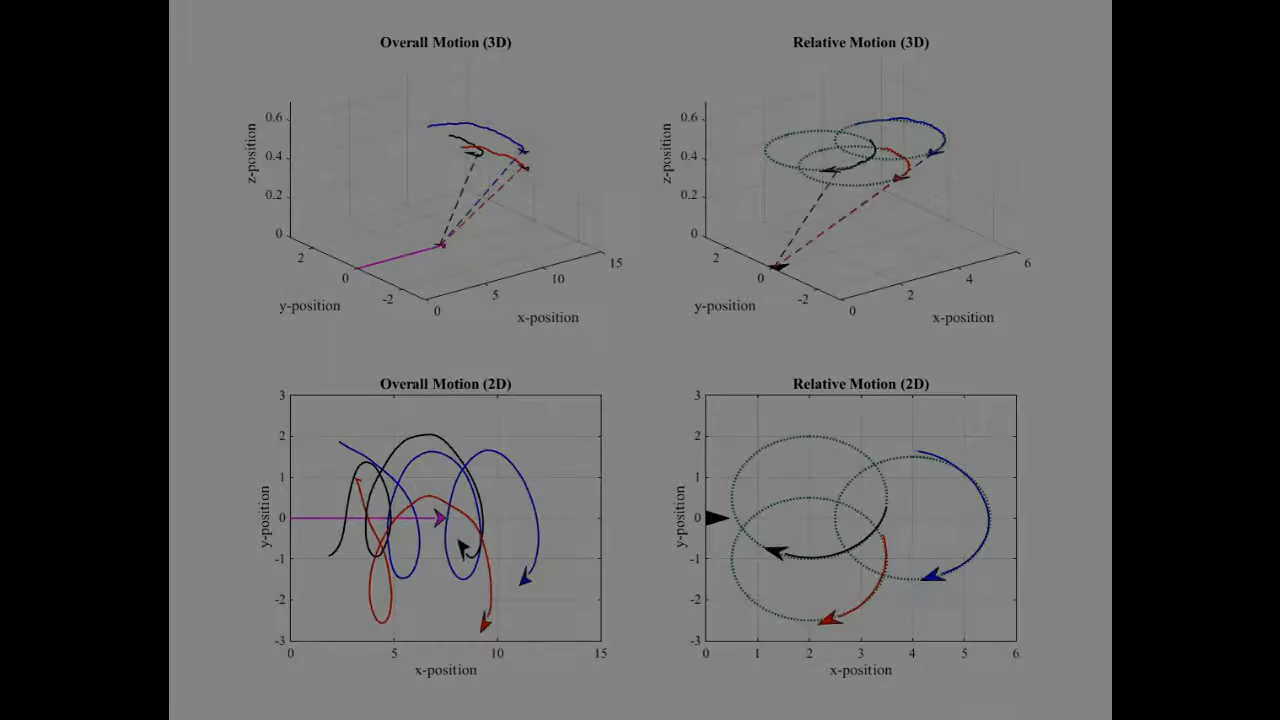 Overall Motion (3D)
Relative Motion (3D)
z-position
0.6
0.4
0.2
0
2
0
-2
y-position
0
5
10
15
x-position
z-position
0.6
0.4
0.2
0
2
0
-2
y-position
0
2
4
6
x-position
Overall Motion (2D)
Relative Motion (2D)
y-position
3
2
1
0
-1
-2
-3
0 5 10 15
x-position
y-position
3
2
1
0
-1
-2
-3
0 1 2 3 4 5 6
x-position